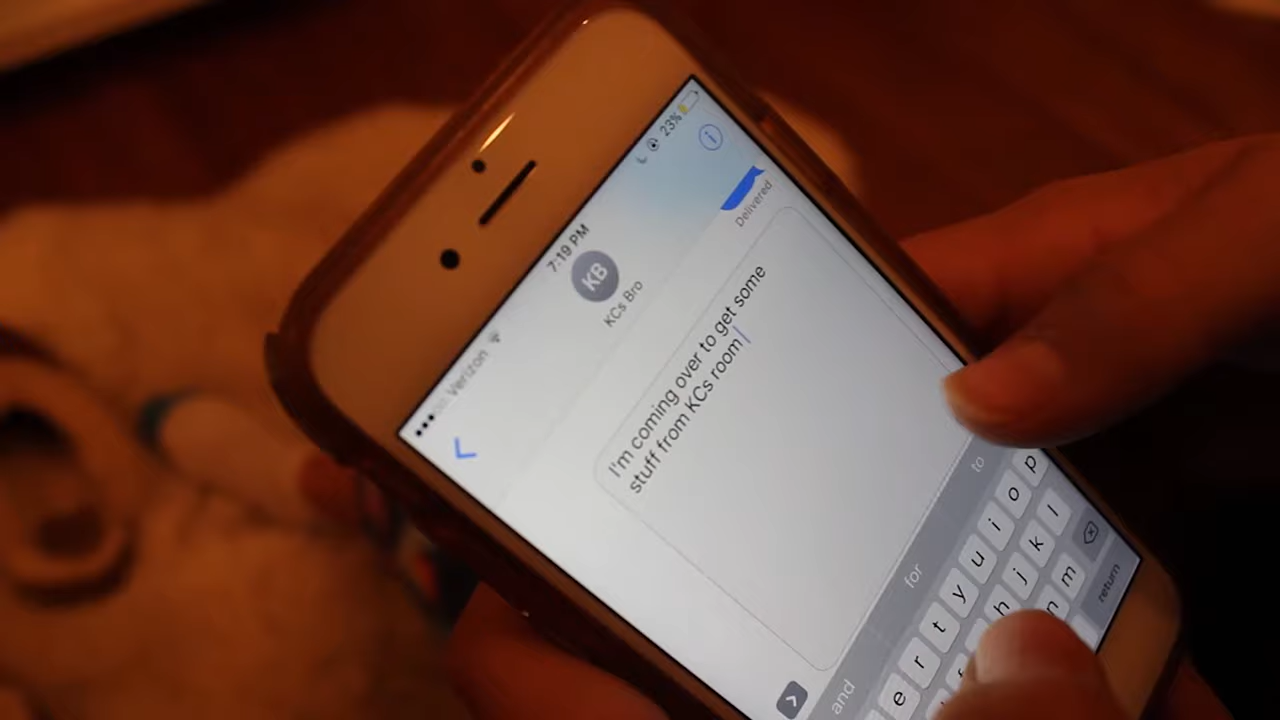 Verizon
7:19 PM
23%
KB
KCs Bro
Delivered
I'm coming over to get some
stuff from KCs room
and
for
to
e r t y u i o p
h j k l
n m
return